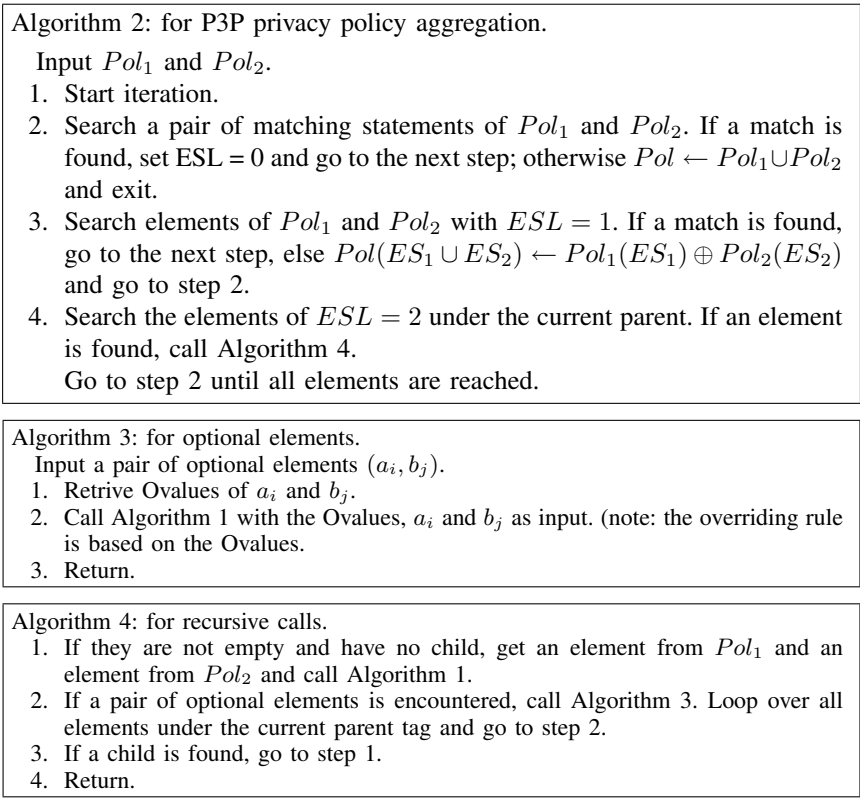 Algorithm 2: for P3P privacy policy aggregation.
Input Pol₁ and Pol₂.
1. Start iteration.
2. Search a pair of matching statements of Pol₁ and Pol₂. If a match is
found, set ESL = 0 and go to the next step; otherwise Pol ← Pol₁∪Pol₂
and exit.
3. Search elements of Pol₁ and Pol₂ with ESL = 1. If a match is found,
go to the next step, else Pol(ES₁ ∪ ES₂) ← Pol₁(ES₁) ⊕ Pol₂(ES₂)
and go to step 2.
4. Search the elements of ESL = 2 under the current parent. If an element
is found, call Algorithm 4.
Go to step 2 until all elements are reached.
Algorithm 3: for optional elements.
Input a pair of optional elements (aᵢ, bⱼ).
1. Retrive Ovalues of aᵢ and bⱼ.
2. Call Algorithm 1 with the Ovalues, aᵢ and bⱼ as input. (note: the overriding rule
is based on the Ovalues.
3. Return.
Algorithm 4: for recursive calls.
1. If they are not empty and have no child, get an element from Pol₁ and an
element from Pol₂ and call Algorithm 1.
2. If a pair of optional elements is encountered, call Algorithm 3. Loop over all
elements under the current parent tag and go to step 2.
3. If a child is found, go to step 1.
4. Return.